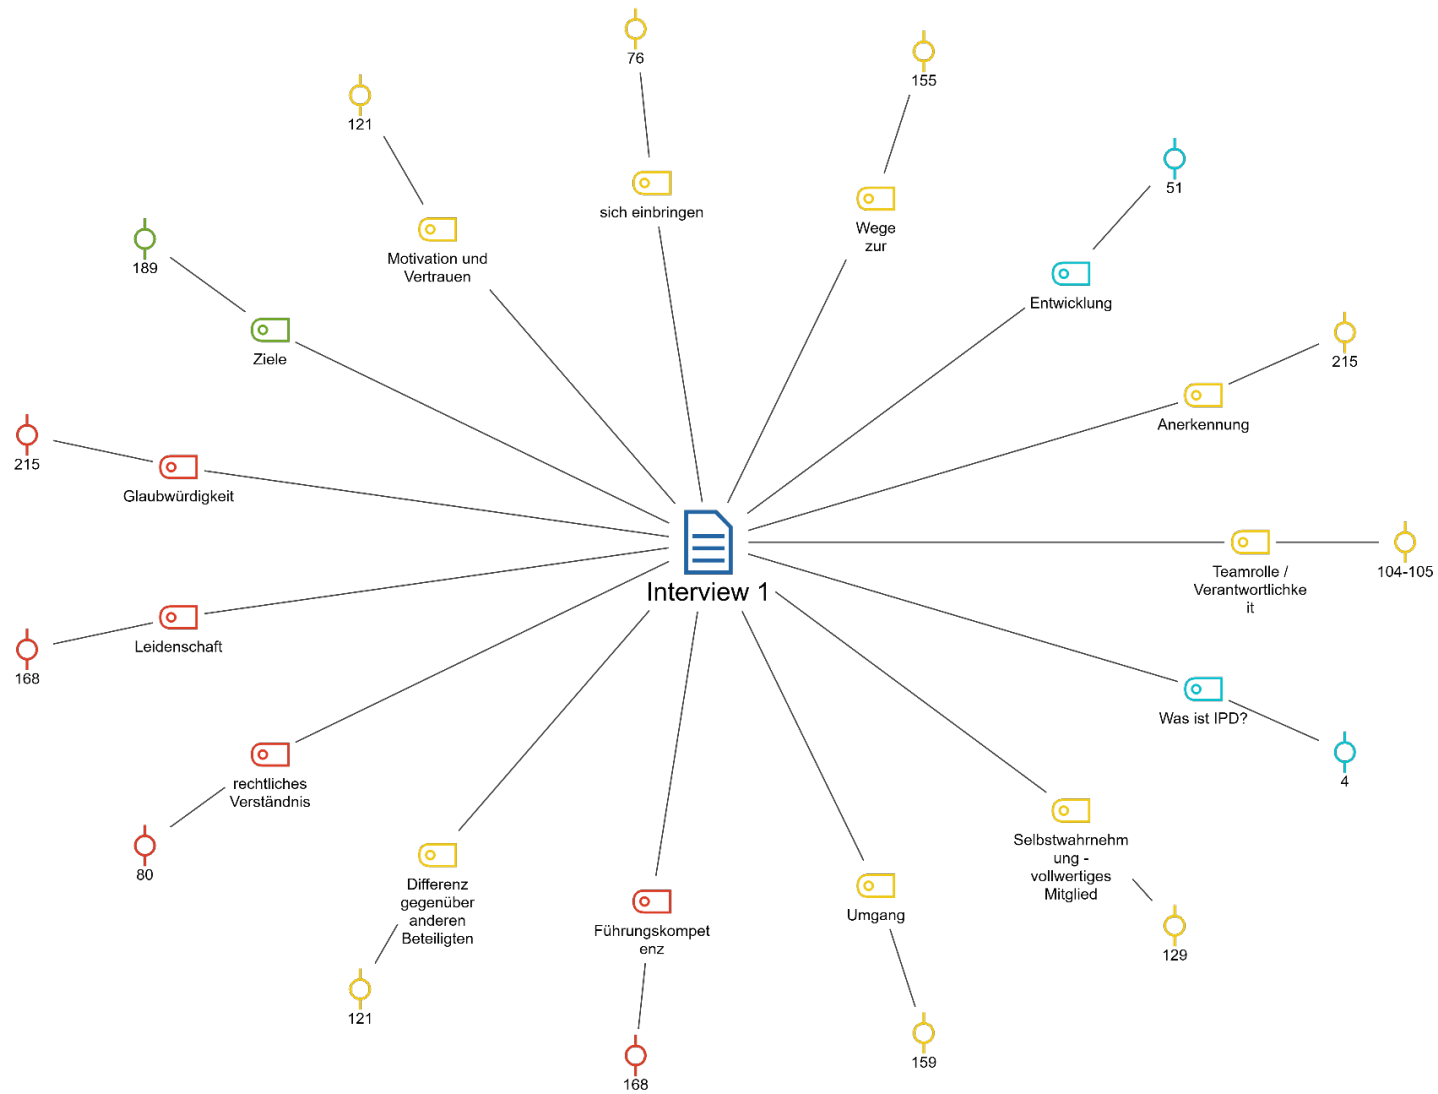 76
155
121
51
sich einbringen
Wege
zur
Motivation und
Vertrauen
189
Entwicklung
Ziele
215
Anerkennung
215
Glaubwürdigkeit
Teamrolle /
Verantwortlichke
it
104-105
Interview 1
Leidenschaft
168
Was ist IPD?
4
rechtliches
Verständnis
80
Selbstwahrnehm
ung -
vollwertiges
Mitglied
129
Differenz
gegenüber
anderen
Beteiligten
121
Führungskompet
enz
168
Umgang
159